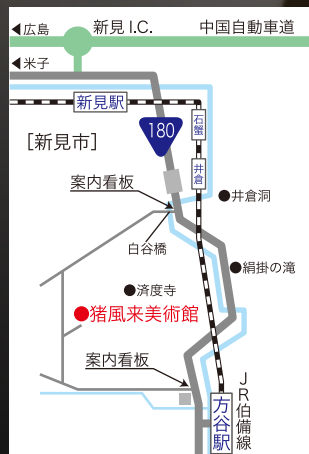 ◀広島
新見 I.C.
中国自動車道
◀米子
新見駅
石蟹
[新見市]
180
井倉
案内看板
●井倉洞
白谷橋
●絹掛の滝
●済度寺
●猪風来美術館
案内看板
JR伯備線
方谷駅